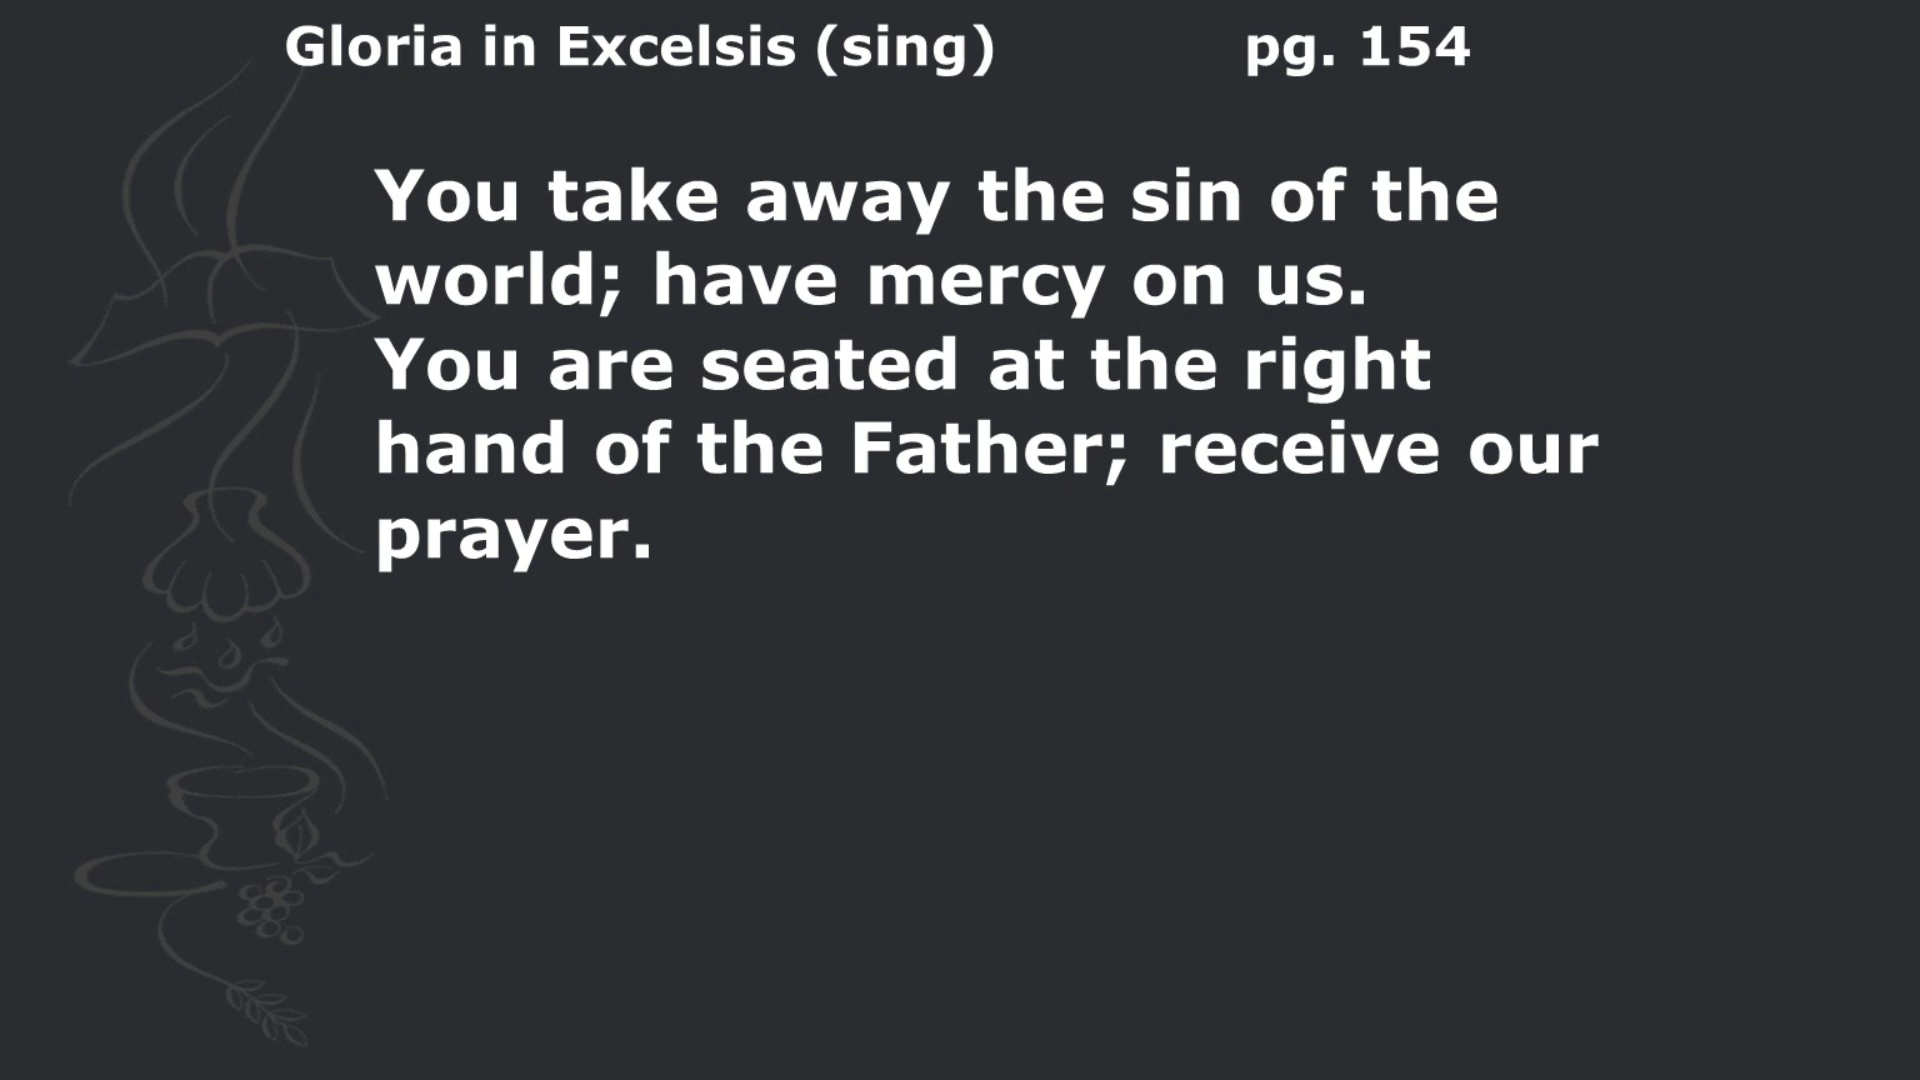 Gloria in Excelsis (sing) pg. 154
You take away the sin of the
world; have mercy on us.
You are seated at the right
hand of the Father; receive our
prayer.